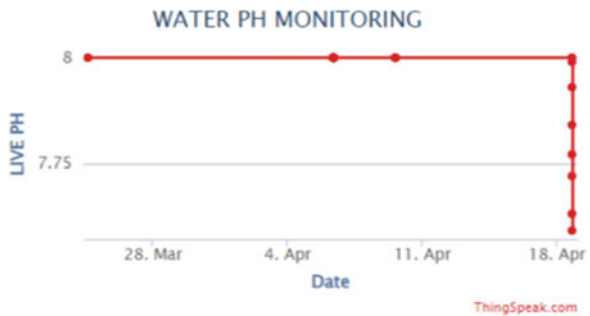 WATER PH MONITORING
8
LIVE PH
7.75
28. Mar 4. Apr 11. Apr 18. Apr
Date
ThingSpeak.com